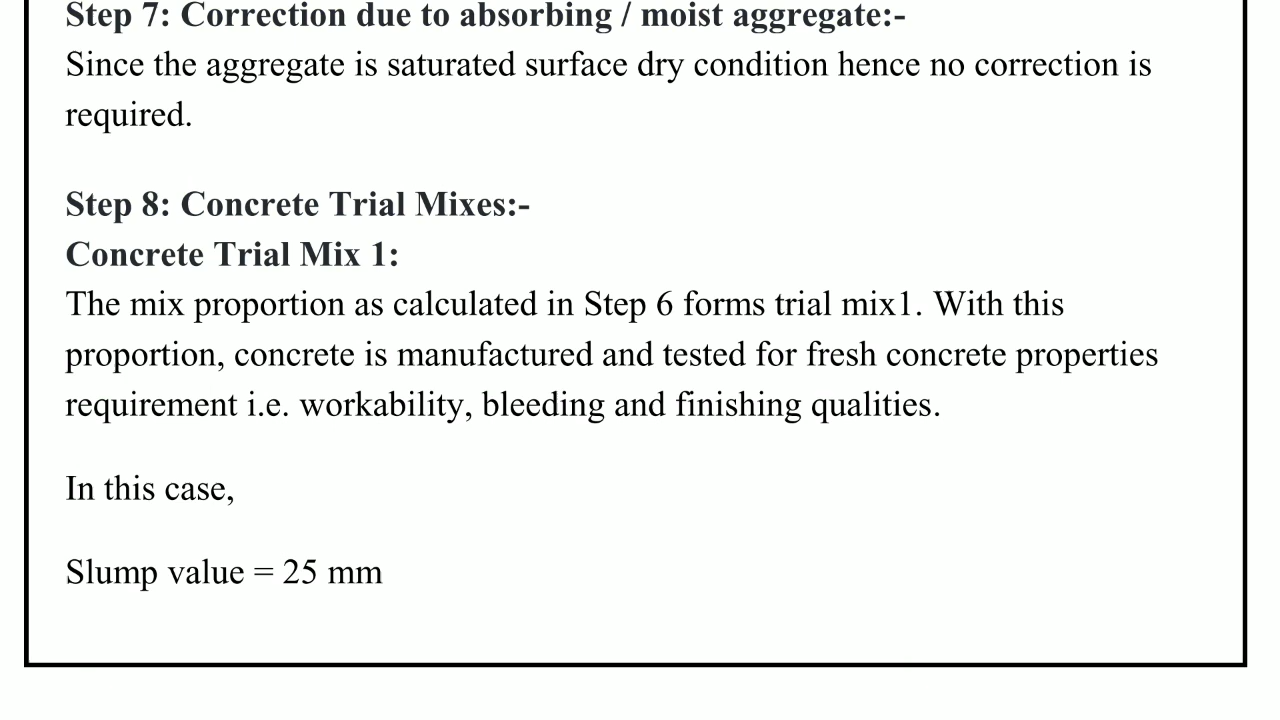 Step 7: Correction due to absorbing / moist aggregate:-
Since the aggregate is saturated surface dry condition hence no correction is
required.
Step 8: Concrete Trial Mixes:-
Concrete Trial Mix 1:
The mix proportion as calculated in Step 6 forms trial mix1. With this
proportion, concrete is manufactured and tested for fresh concrete properties
requirement i.e. workability, bleeding and finishing qualities.
In this case,
Slump value = 25 mm